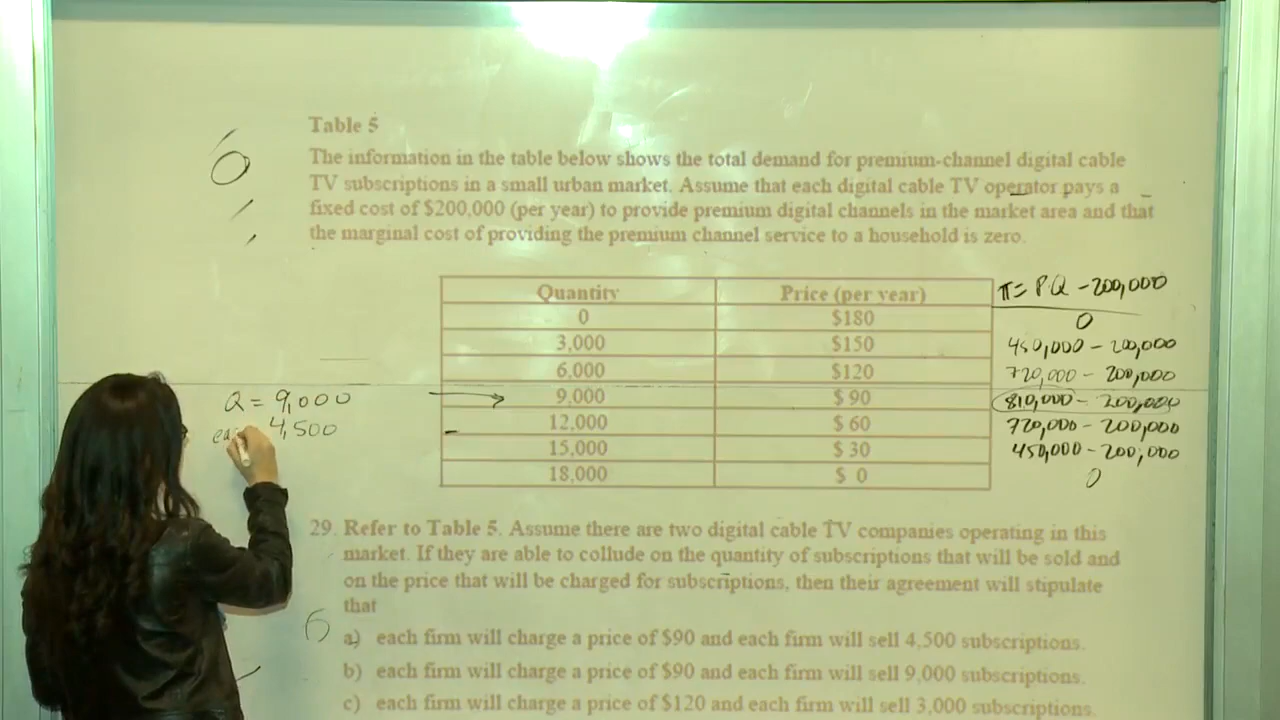 Table 5
The information in the table below shows the total demand for premium-channel digital cable
TV subscriptions in a small urban market. Assume that each digital cable TV operator pays a
fixed cost of $200,000 (per year) to provide premium digital channels in the market area and that
the marginal cost of providing the premium channel service to a household is zero.
Quantity Price (per year) π = PQ - 200,000
0 $180 0
3,000 $150 450,000 - 200,000
6,000 $120 720,000 - 200,000
Q = 9,000 9,000 $ 90 810,000 - 200,000
4,500 12,000 $ 60 720,000 - 200,000
15,000 $ 30 450,000 - 200,000
18,000 $ 0 0
29. Refer to Table 5. Assume there are two digital cable TV companies operating in this
market. If they are able to collude on the quantity of subscriptions that will be sold and
on the price that will be charged for subscriptions, then their agreement will stipulate
that
a) each firm will charge a price of $90 and each firm will sell 4,500 subscriptions.
b) each firm will charge a price of $90 and each firm will sell 9,000 subscriptions.
c) each firm will charge a price of $120 and each firm will sell 3,000 subscriptions.